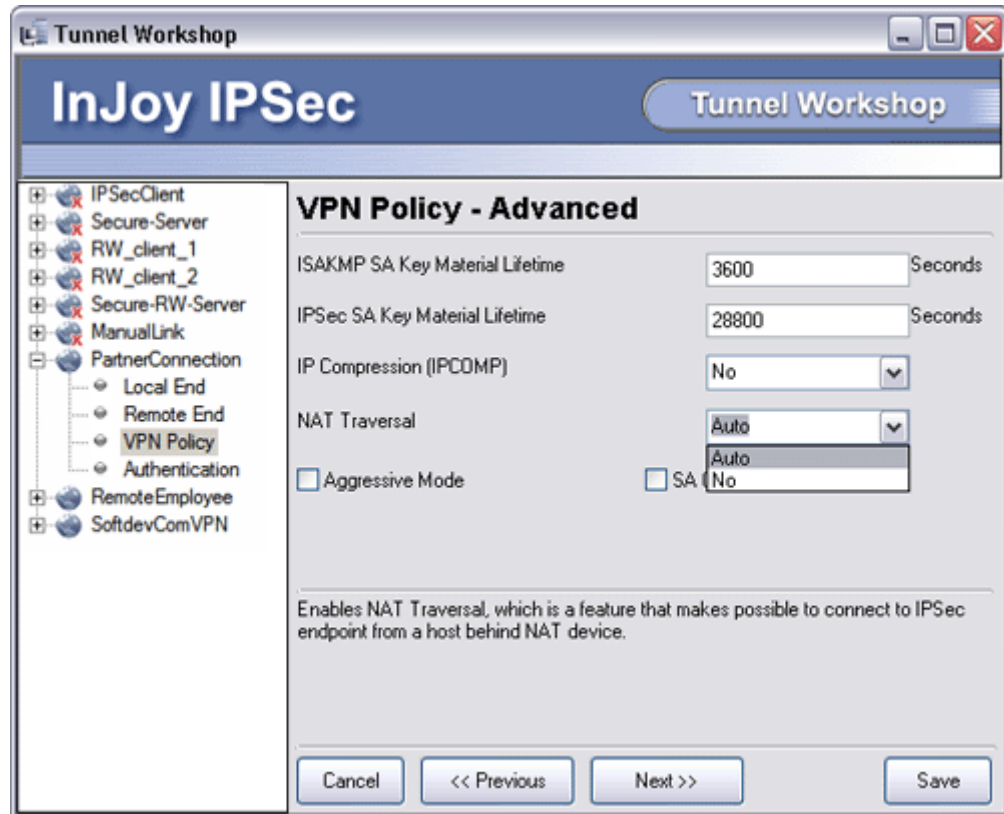 Tunnel Workshop
InJoy IPSec
Tunnel Workshop
IPSecClient
Secure-Server
RW_client_1
RW_client_2
Secure-RW-Server
ManualLink
PartnerConnection
Local End
Remote End
VPN Policy
Authentication
RemoteEmployee
SoftdevComVPN
VPN Policy - Advanced
ISAKMP SA Key Material Lifetime 3600 Seconds
IPSec SA Key Material Lifetime 28800 Seconds
IP Compression (IPCOMP) No
NAT Traversal Auto
Auto
No
Aggressive Mode SA
Enables NAT Traversal, which is a feature that makes possible to connect to IPSec
endpoint from a host behind NAT device.
Cancel << Previous Next >> Save